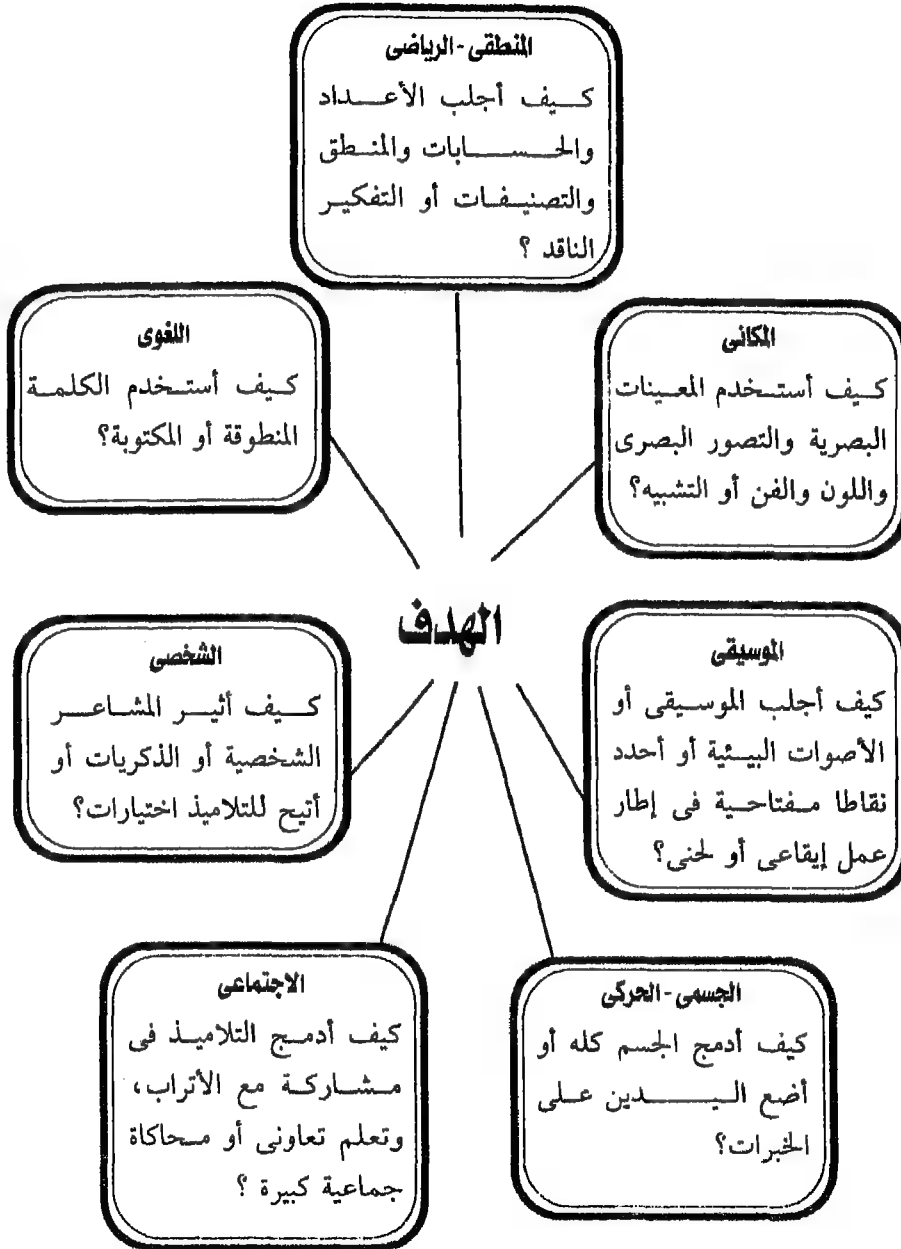 المنطقى - الرياضى
كيف أجلب الأعداد
والحسابات والمنطق
والتصنيفات أو التفكير
الناقد ؟
المكانى
كيف أستخدم المعينات
البصرية والتصور البصرى
واللون والفن أو التشبيه؟
اللغوى
كيف أستخدم الكلمة
المنطوقة أو المكتوبة؟
الهدف
الموسيقى
كيف أجلب الموسيقى أو
الأصوات البيئية أو أحدد
نقاطا مفتاحية فى إطار
عمل إيقاعى أو لحنى؟
الشخصى
كيف أثير المشاعر
الشخصية أو الذكريات أو
أتيح للتلاميذ اختيارات؟
الجسمى - الحركى
كيف أدمج الجسم كله أو
أضع اليدين على
الخبرات؟
الاجتماعى
كيف أدمج التلاميذ فى
مشاركة مع الأتراب،
وتعلم تعاونى أو محاكاة
جماعية كبيرة ؟